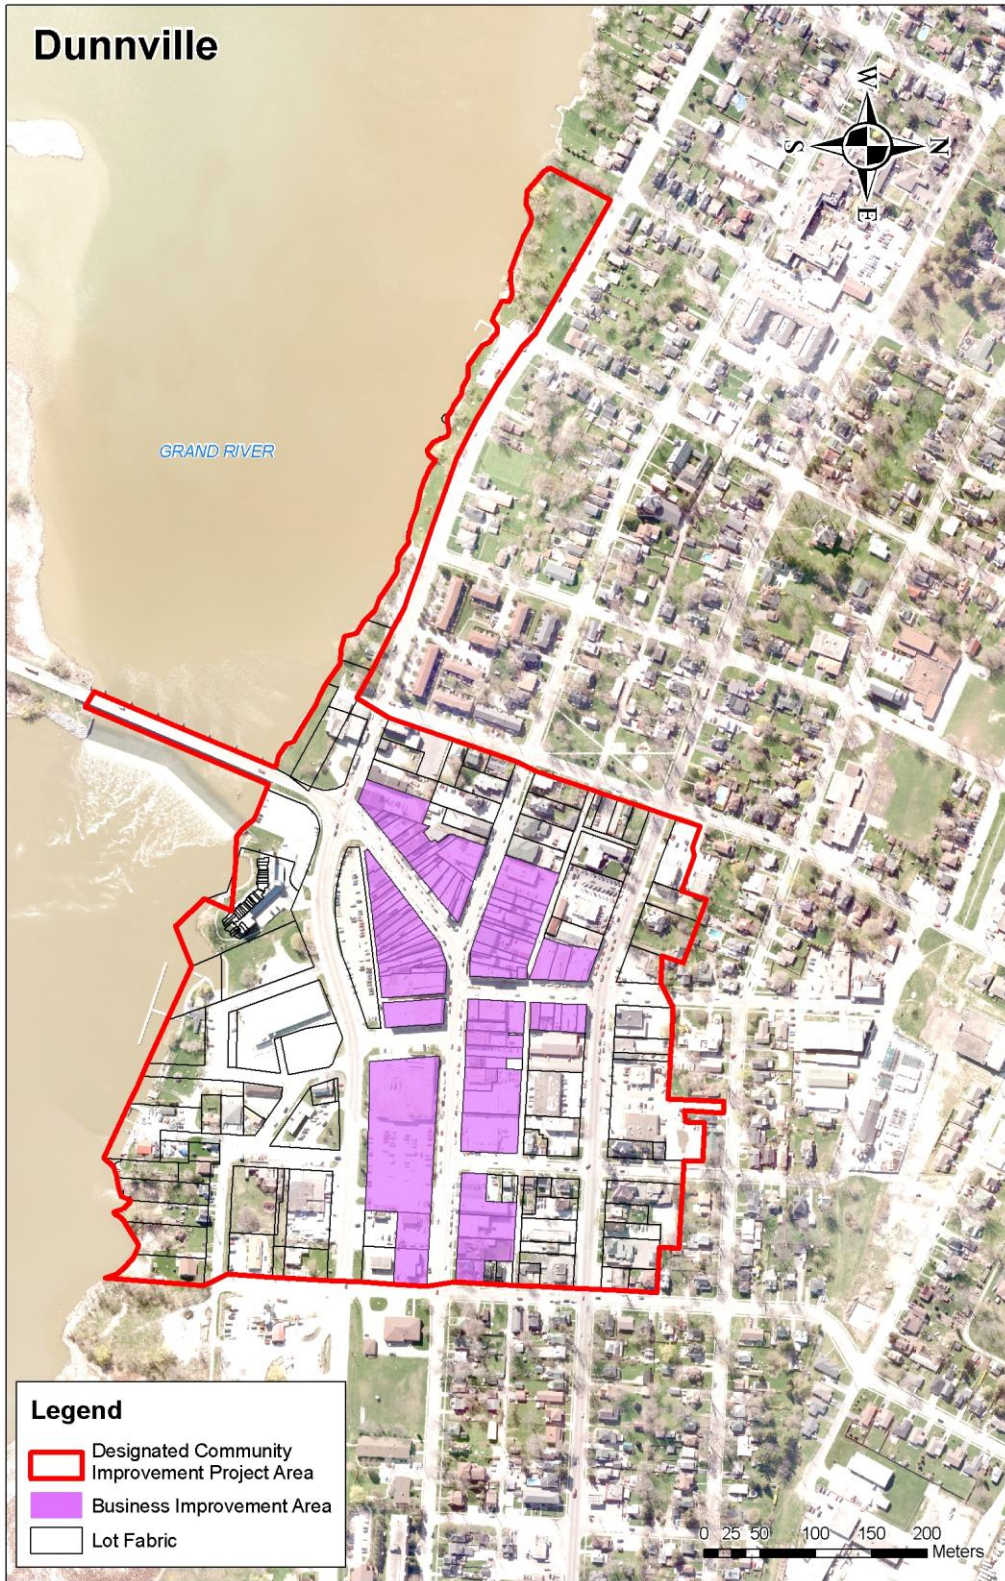 Dunnville
W
N
S
E
GRAND RIVER
Legend
Designated Community
Improvement Project Area
Business Improvement Area
Lot Fabric
0 25 50 100 150 200
Meters